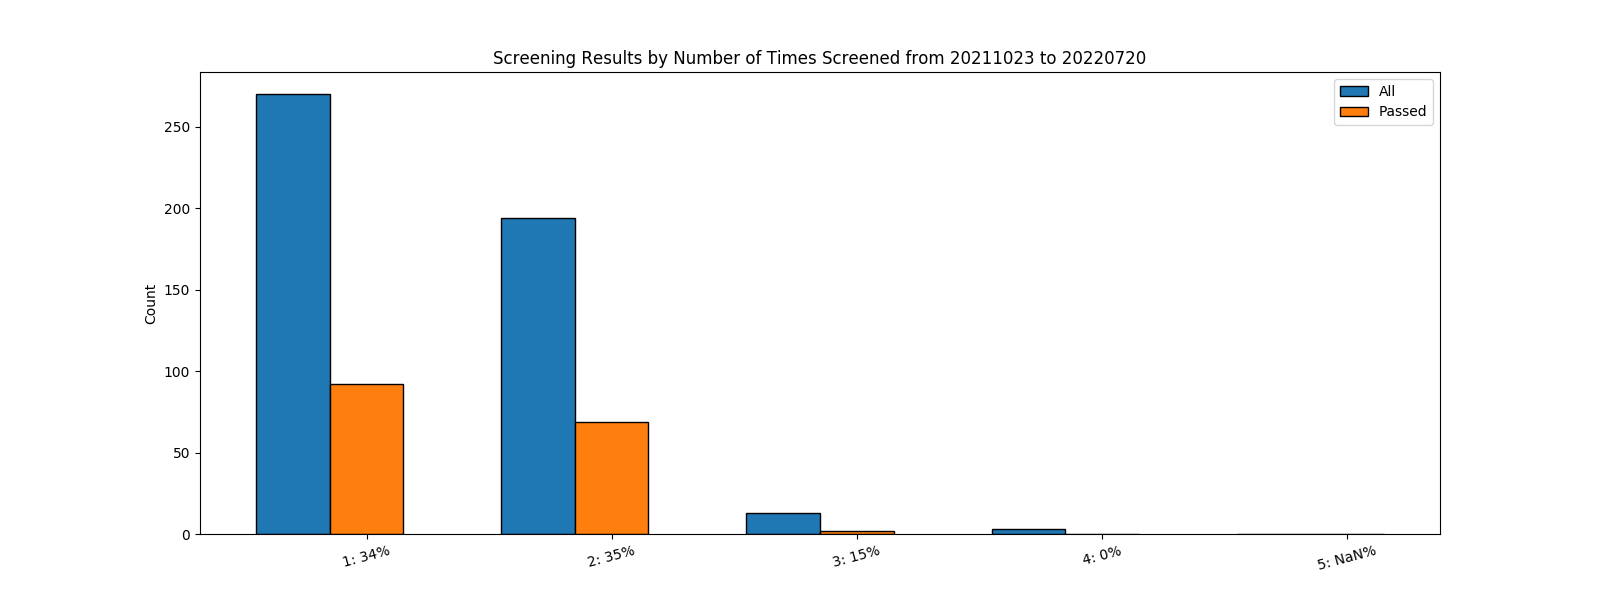 Screening Results by Number of Times Screened from 20211023 to 20220720
All
Passed
Count
250
200
150
100
50
0
1: 34%
2: 35%
3: 15%
4: 0%
5: NaN%